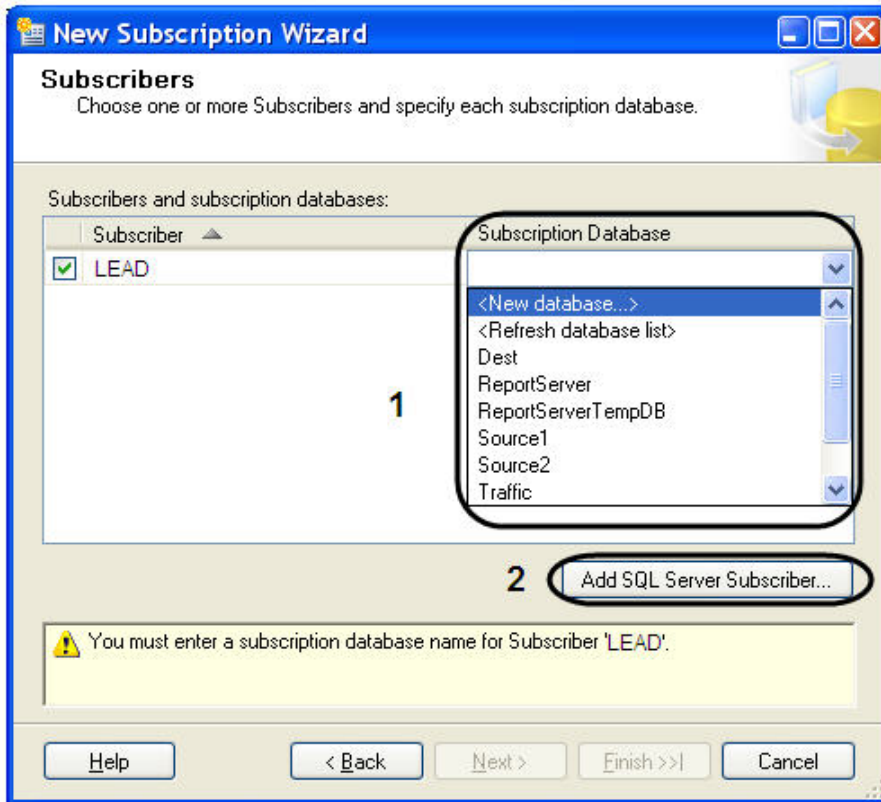 New Subscription Wizard
Subscribers
Choose one or more Subscribers and specify each subscription database.
Subscribers and subscription databases:
Subscriber
Subscription Database
LEAD
<New database...>
<Refresh database list>
Dest
ReportServer
ReportServerTempDB
Source1
Source2
Traffic
1
2
Add SQL Server Subscriber...
You must enter a subscription database name for Subscriber 'LEAD'.
Help
< Back
Next >
Finish >>|
Cancel